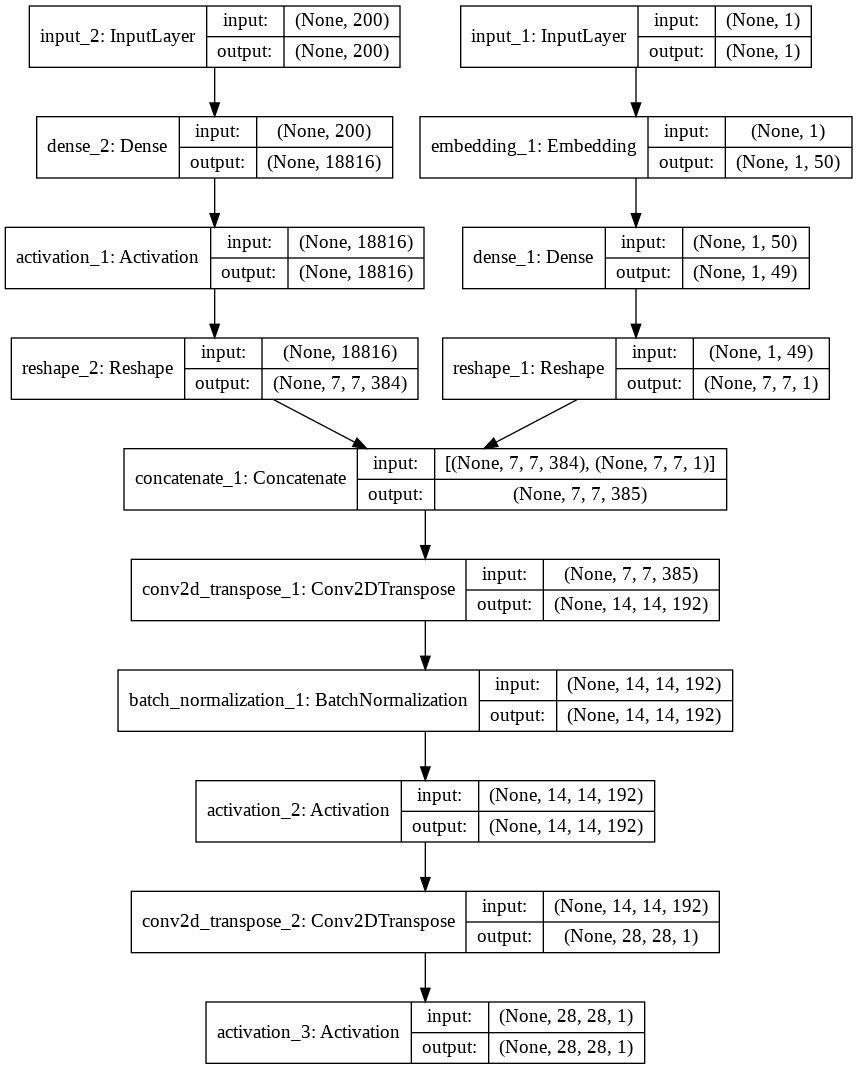 input_2: InputLayer
input:
(None, 200)
output:
(None, 200)
input_1: InputLayer
input:
(None, 1)
output:
(None, 1)
dense_2: Dense
input:
(None, 200)
output:
(None, 18816)
embedding_1: Embedding
input:
(None, 1)
output:
(None, 1, 50)
activation_1: Activation
input:
(None, 18816)
output:
(None, 18816)
dense_1: Dense
input:
(None, 1, 50)
output:
(None, 1, 49)
reshape_2: Reshape
input:
(None, 18816)
output:
(None, 7, 7, 384)
reshape_1: Reshape
input:
(None, 1, 49)
output:
(None, 7, 7, 1)
concatenate_1: Concatenate
input:
[(None, 7, 7, 384), (None, 7, 7, 1)]
output:
(None, 7, 7, 385)
conv2d_transpose_1: Conv2DTranspose
input:
(None, 7, 7, 385)
output:
(None, 14, 14, 192)
batch_normalization_1: BatchNormalization
input:
(None, 14, 14, 192)
output:
(None, 14, 14, 192)
activation_2: Activation
input:
(None, 14, 14, 192)
output:
(None, 14, 14, 192)
conv2d_transpose_2: Conv2DTranspose
input:
(None, 14, 14, 192)
output:
(None, 28, 28, 1)
activation_3: Activation
input:
(None, 28, 28, 1)
output:
(None, 28, 28, 1)